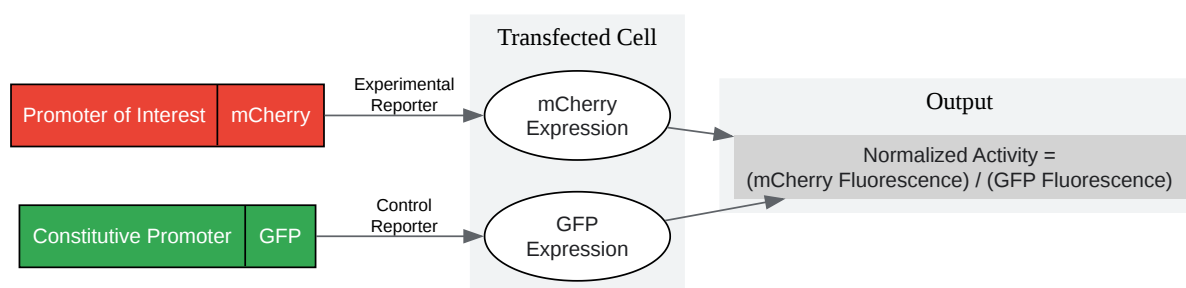 Transfected Cell
Experimental
Reporter
Promoter of Interest mCherry
mCherry
Expression
Output
Normalized Activity =
(mCherry Fluorescence) / (GFP Fluorescence)
Control
Reporter
Constitutive Promoter GFP
GFP
Expression